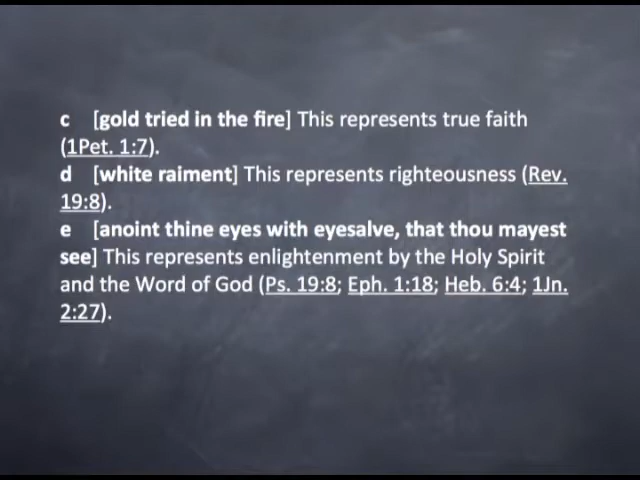 c [gold tried in the fire] This represents true faith
(1Pet. 1:7).
d [white raiment] This represents righteousness (Rev.
19:8).
e [anoint thine eyes with eyesalve, that thou mayest
see] This represents enlightenment by the Holy Spirit
and the Word of God (Ps. 19:8; Eph. 1:18; Heb. 6:4; 1Jn.
2:27).